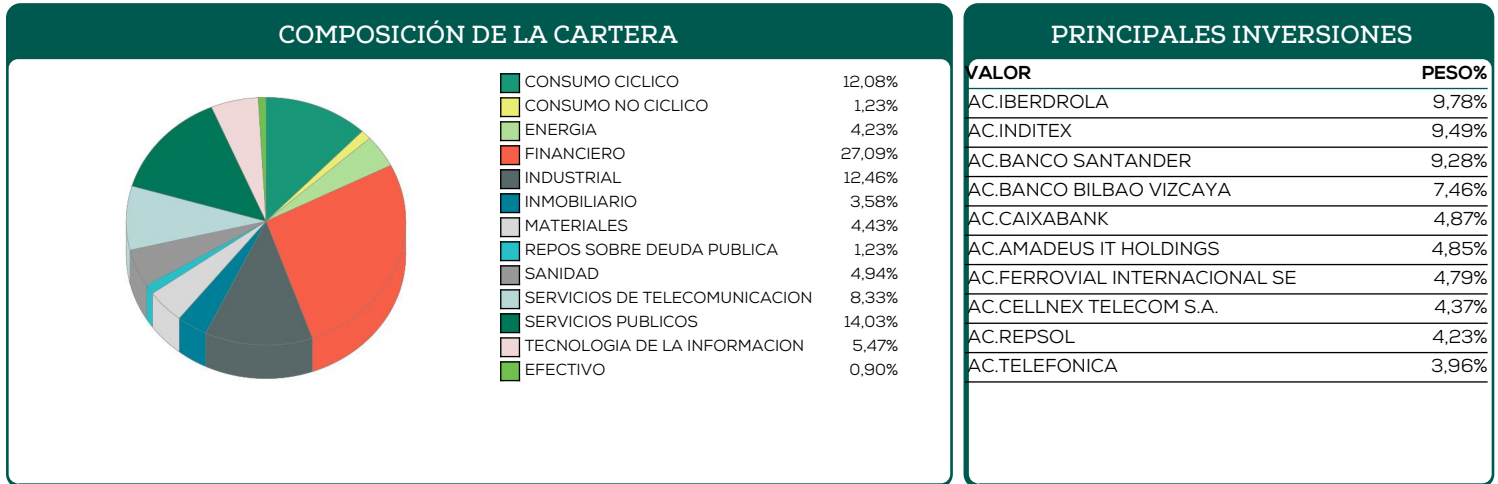 COMPOSICIÓN DE LA CARTERA
CONSUMO CICLICO 12,08%
CONSUMO NO CICLICO 1,23%
ENERGIA 4,23%
FINANCIERO 27,09%
INDUSTRIAL 12,46%
INMOBILIARIO 3,58%
MATERIALES 4,43%
REPOS SOBRE DEUDA PUBLICA 1,23%
SANIDAD 4,94%
SERVICIOS DE TELECOMUNICACION 8,33%
SERVICIOS PUBLICOS 14,03%
TECNOLOGIA DE LA INFORMACION 5,47%
EFECTIVO 0,90%
PRINCIPALES INVERSIONES
VALOR PESO%
AC.IBERDROLA 9,78%
AC.INDITEX 9,49%
AC.BANCO SANTANDER 9,28%
AC.BANCO BILBAO VIZCAYA 7,46%
AC.CAIXABANK 4,87%
AC.AMADEUS IT HOLDINGS 4,85%
AC.FERROVIAL INTERNACIONAL SE 4,79%
AC.CELLNEX TELECOM S.A. 4,37%
AC.REPSOL 4,23%
AC.TELEFONICA 3,96%